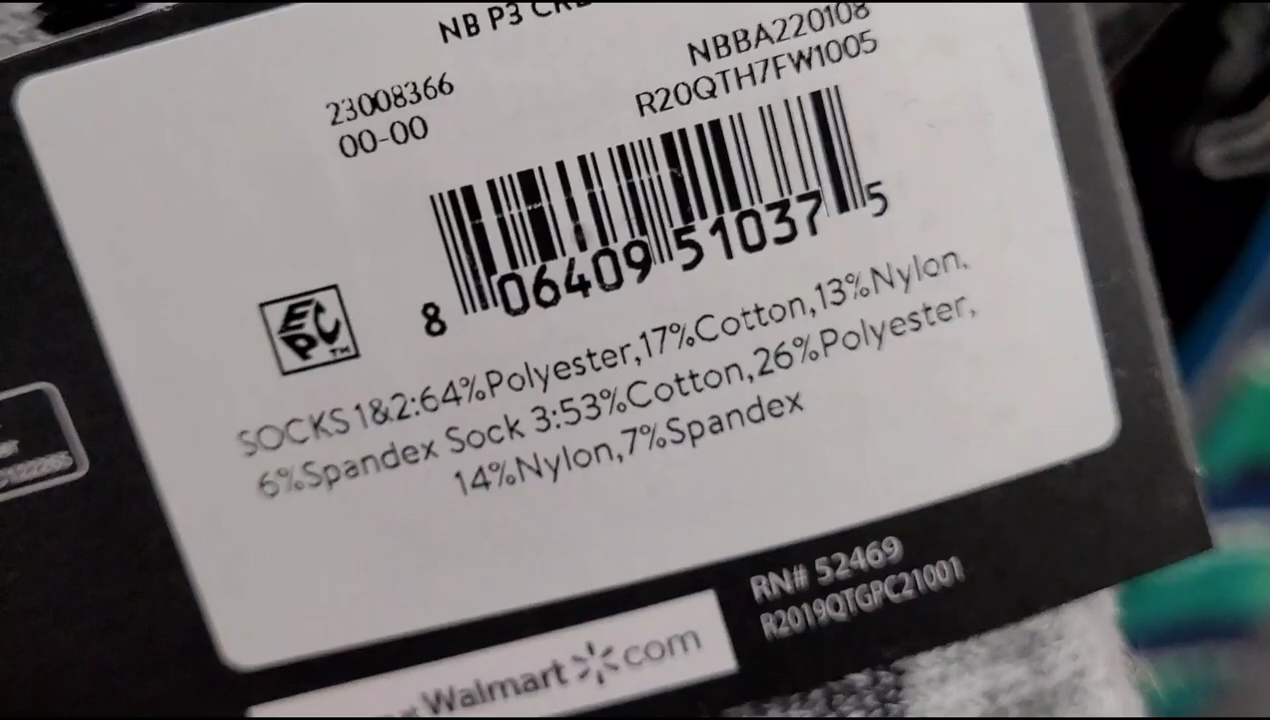 NB P3
NBBA220108
23008366
R20QTH7FW1005
00-00
8 06409 51037 5
EPC™
SOCKS 1&2:64%Polyester,17%Cotton,13%Nylon.
6%Spandex Sock 3:53%Cotton,26%Polyester,
14%Nylon,7%Spandex
RN# 52469
R2019QTGPC21001
Walmart com